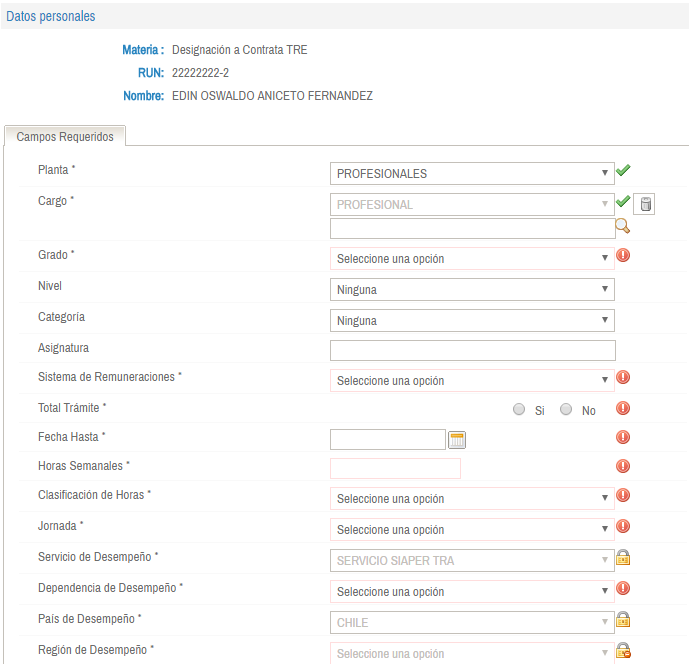 Datos personales
Materia : Designación a Contrata TRE
RUN: 22222222-2
Nombre: EDIN OSWALDO ANICETO FERNANDEZ
Campos Requeridos
Planta * PROFESIONALES
Cargo * PROFESIONAL
Grado * Seleccione una opción
Nivel Ninguna
Categoría Ninguna
Asignatura
Sistema de Remuneraciones * Seleccione una opción
Total Trámite * Si No
Fecha Hasta *
Horas Semanales *
Clasificación de Horas * Seleccione una opción
Jornada * Seleccione una opción
Servicio de Desempeño * SERVICIO SIAPER TRA
Dependencia de Desempeño * Seleccione una opción
País de Desempeño * CHILE
Región de Desempeño * Seleccione una opción